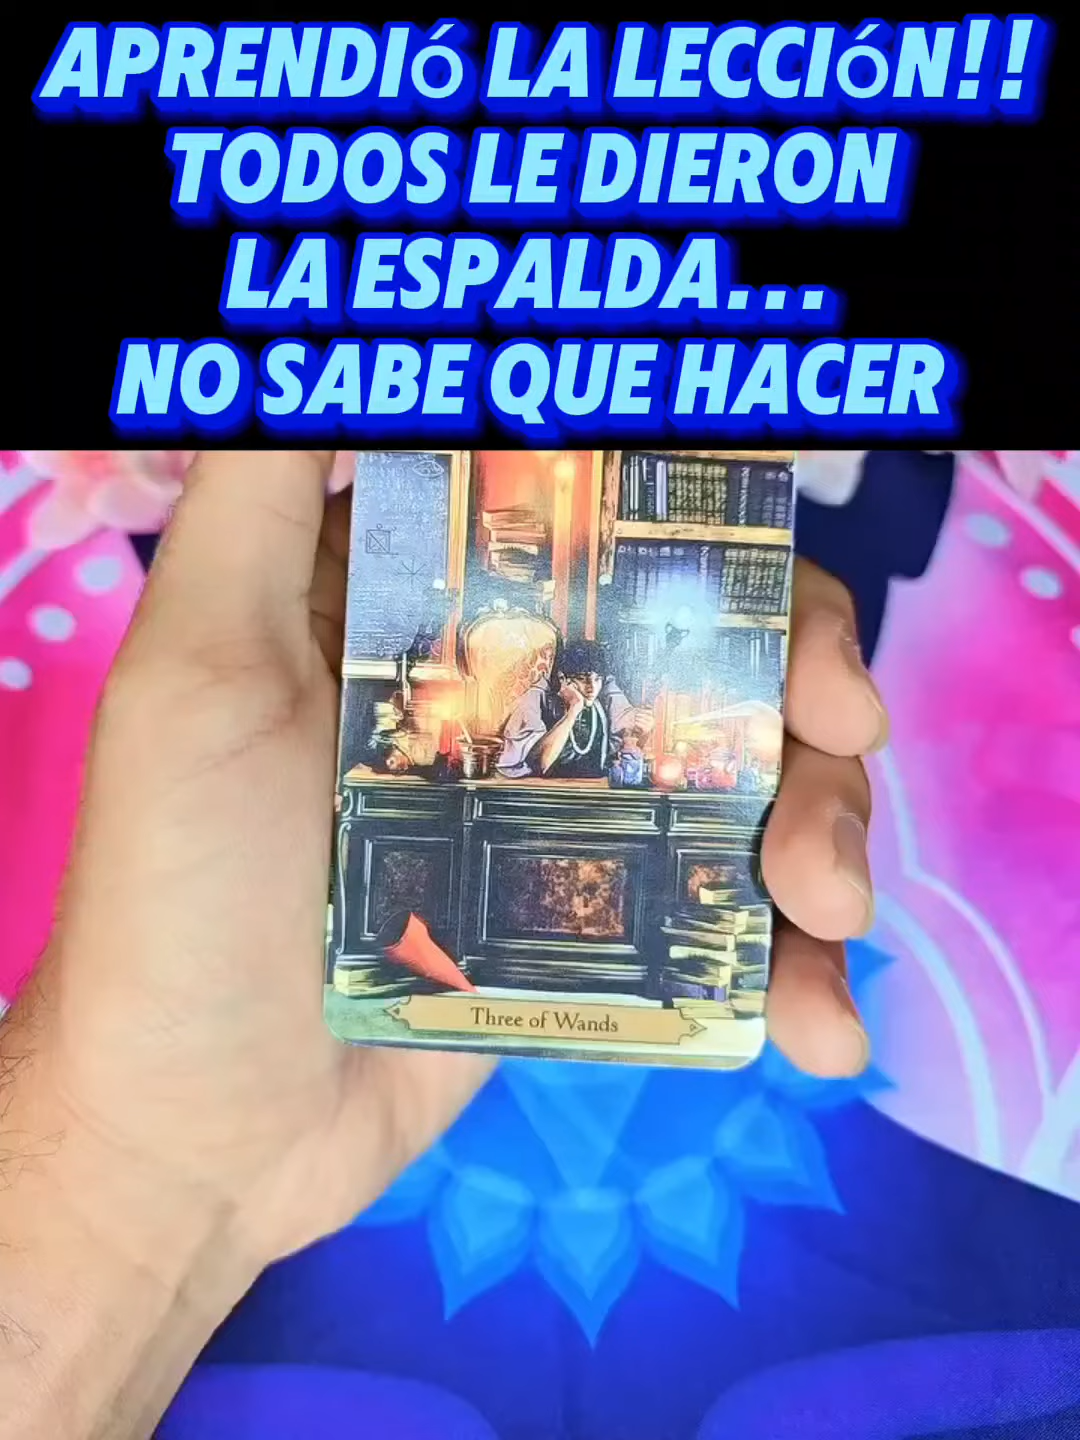 APRENDIÓ LA LECCIÓN!!
TODOS LE DIERON
LA ESPALDA...
NO SABE QUE HACER
Three of Wands